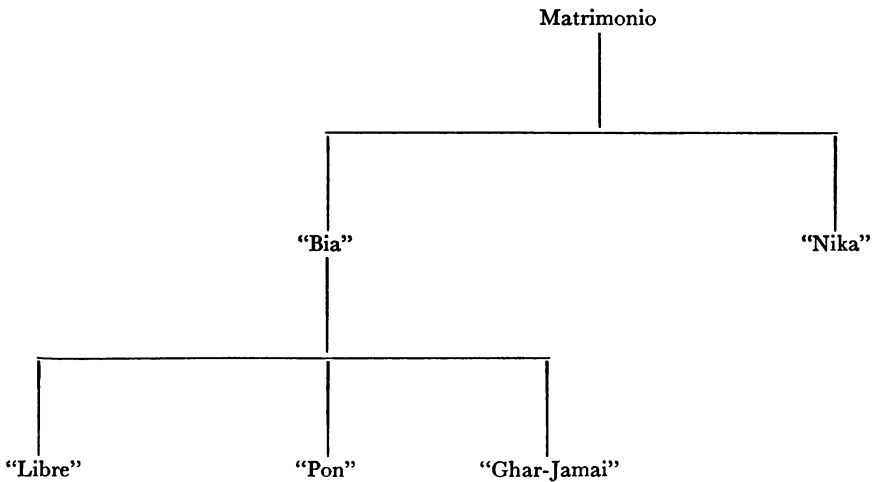 Matrimonio
“Bia” “Nika”
“Libre” “Pon” “Ghar-Jamai”